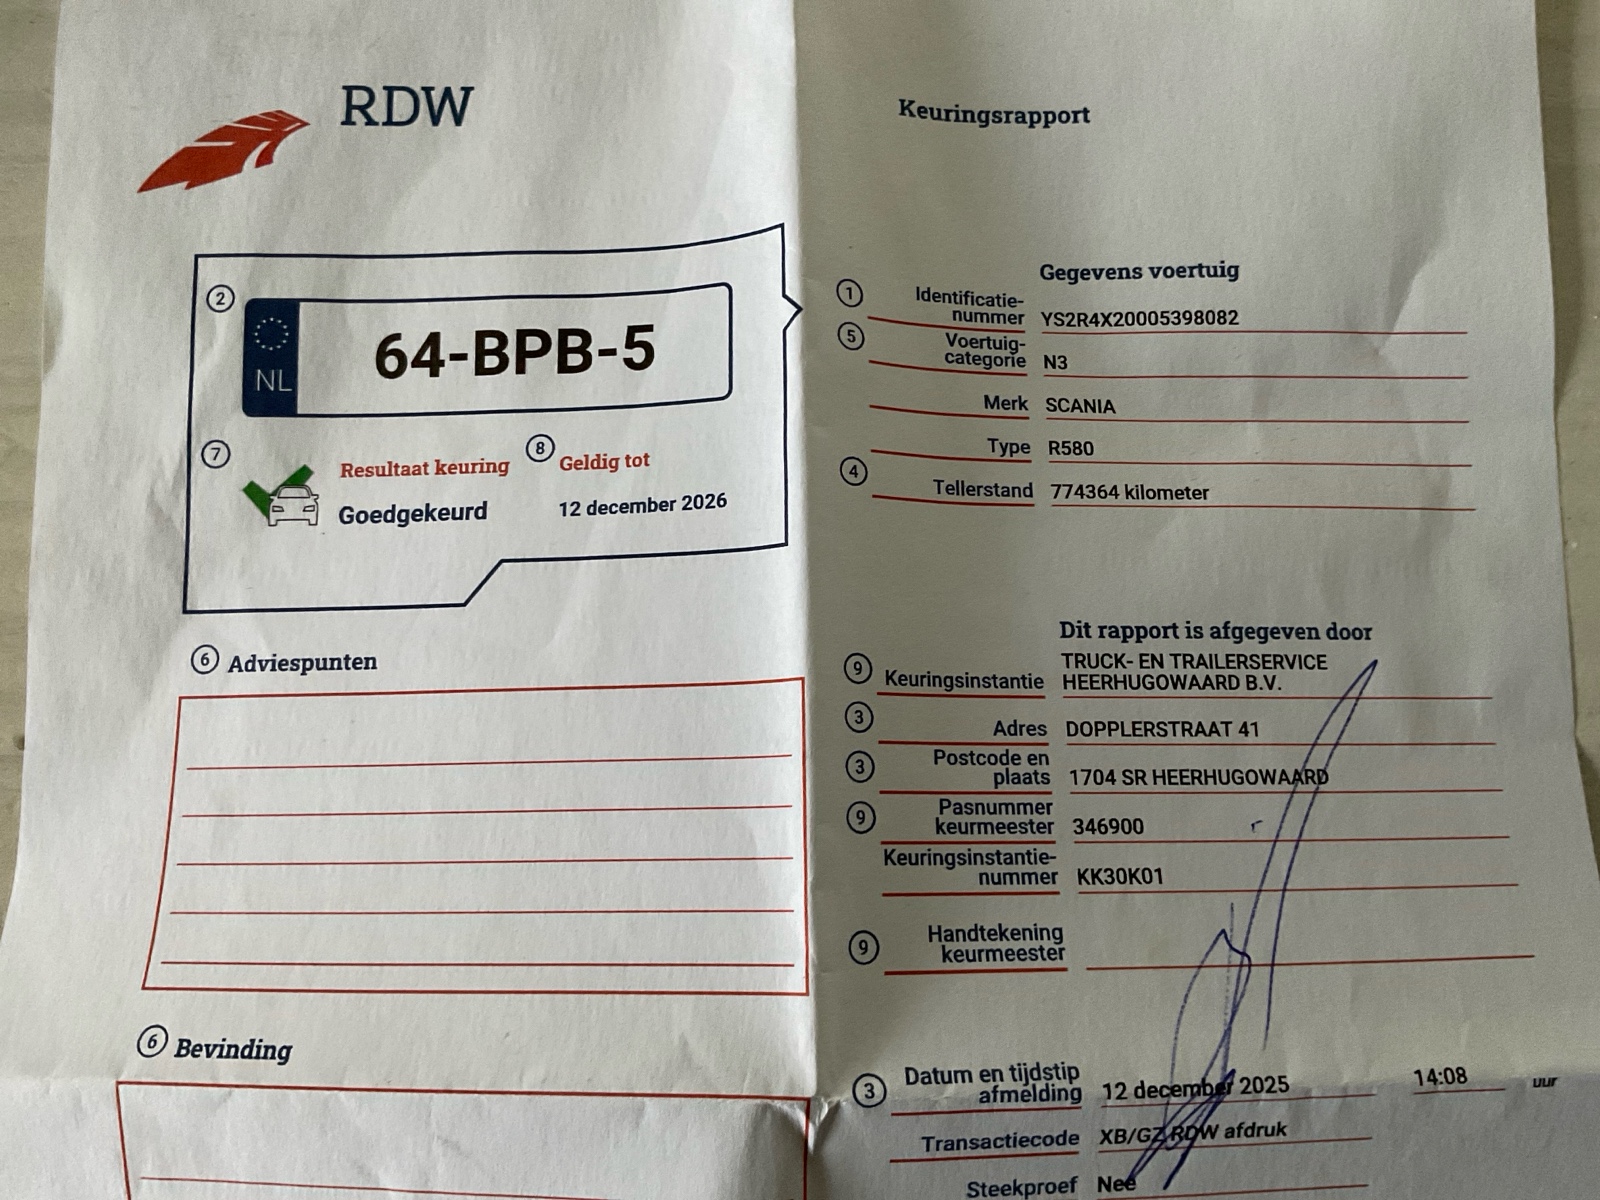 RDW
Keuringsrapport
2
NL
64-BPB-5
7
Resultaat keuring
Goedgekeurd
8
Geldig tot
12 december 2026
6 Adviespunten
6 Bevinding
Gegevens voertuig
1 Identificatie-
nummer YS2R4X20005398082
5 Voertuig-
categorie N3
Merk SCANIA
Type R580
4 Tellerstand 774364 kilometer
Dit rapport is afgegeven door
9 Keuringsinstantie TRUCK- EN TRAILERSERVICE
HEERHUGOWAARD B.V.
3 Adres DOPPLERSTRAAT 41
3 Postcode en
plaats 1704 SR HEERHUGOWAARD
9 Pasnummer
keurmeester 346900
Keuringsinstantie-
nummer KK30K01
9 Handtekening
keurmeester
3 Datum en tijdstip
afmelding 12 december 2025 14:08 uur
Transactiecode XB/GZ RDW afdruk
Steekproef Nee